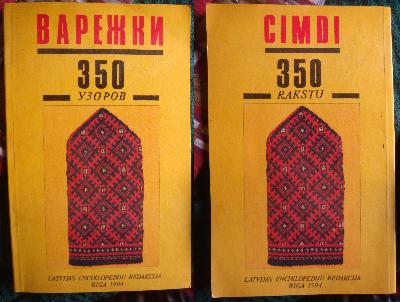 ВАРЕЖКИ
350
УЗОРОВ
LATVIJAS ENCIKLOPĒDIJU REDAKCIJA
RIGA 1994
CIMDI
350
RAKSTU
LATVIJAS ENCIKLOPĒDIJU REDAKCIJA
RIGA 1994